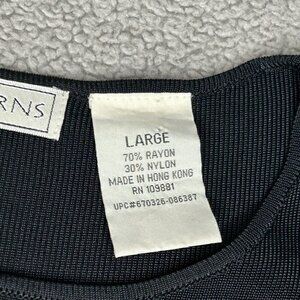 RNS
LARGE
70% RAYON
30% NYLON
MADE IN HONG KONG
RN 109881
UPC#670326-086387